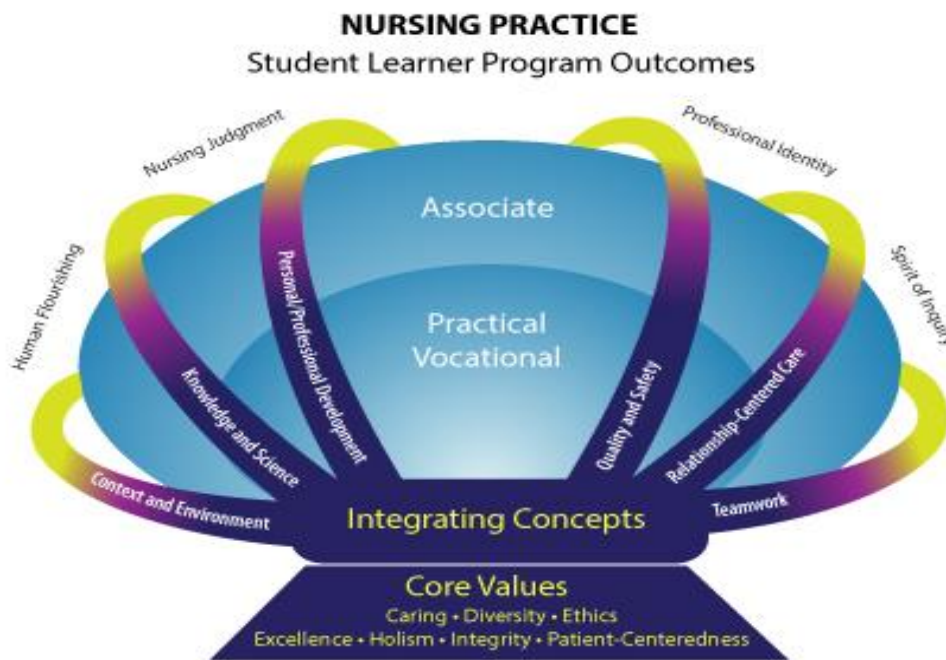 NURSING PRACTICE
Student Learner Program Outcomes
Nursing Judgment
Professional Identity
Human Flourishing
Spirit of Inquiry
Associate
Practical
Vocational
Context and Environment
Knowledge and Science
Personal/Professional Development
Quality and Safety
Relationship-Centered Care
Teamwork
Integrating Concepts
Core Values
Caring • Diversity • Ethics
Excellence • Holism • Integrity • Patient-Centeredness